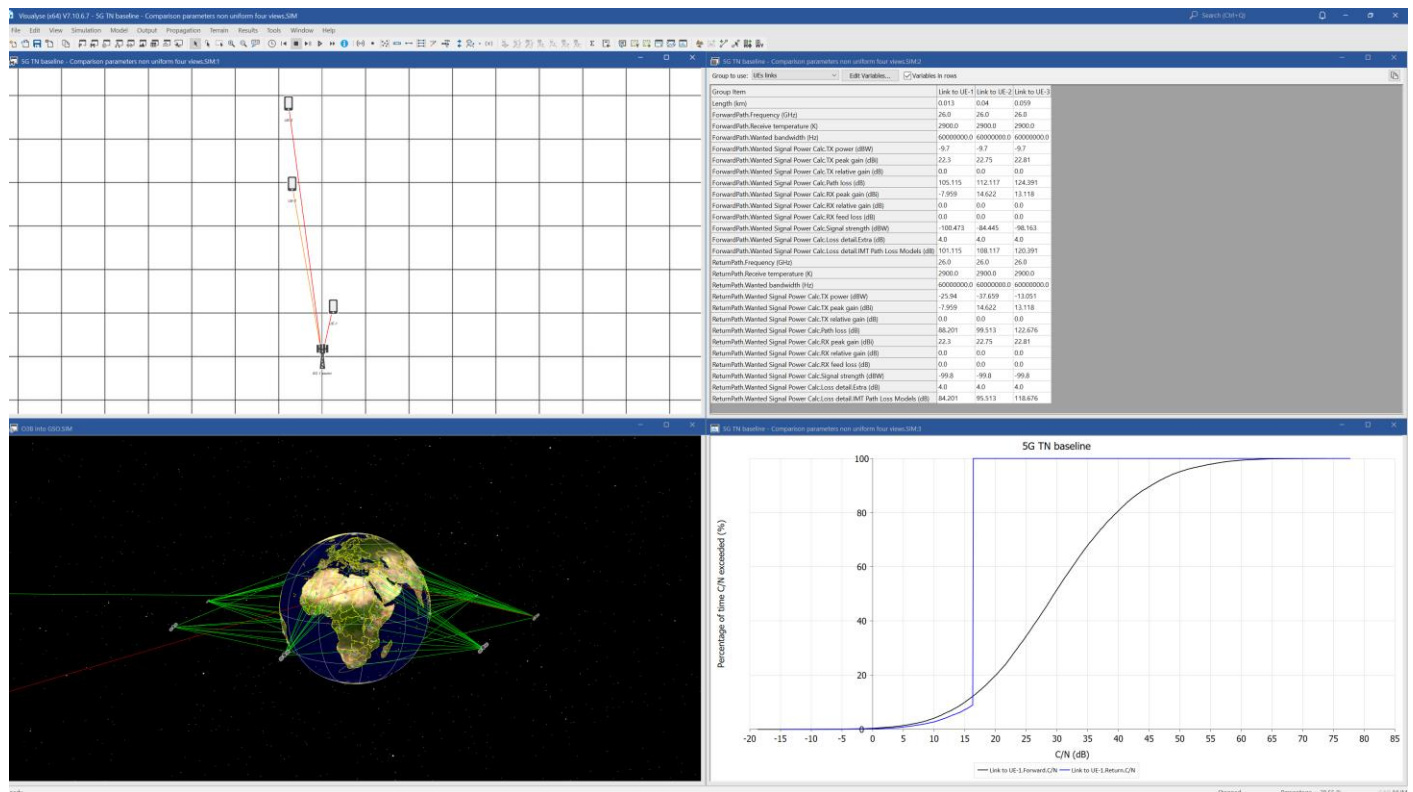 Visualyse (x64) V7.10.6.7 - 5G TN baseline - Comparison parameters non uniform four views.SIM
Search (Ctrl+Q)
File Edit View Simulation Model Output Propagation Terrain Results Tools Window Help
5G TN baseline - Comparison parameters non uniform four views.SIM:1
5G TN baseline - Comparison parameters non uniform four views.SIM:2
Group to use: UEs links Edit Variables... Variables in rows
Group Item Link to UE-1 Link to UE-2 Link to UE-3
Length (km) 0.013 0.04 0.059
ForwardPath.Frequency (GHz) 26.0 26.0 26.0
ForwardPath.Receive temperature (K) 2900.0 2900.0 2900.0
ForwardPath.Wanted bandwidth (Hz) 60000000.0 60000000.0 60000000.0
ForwardPath.Wanted Signal Power Calc.TX power (dBW) -9.7 -9.7 -9.7
ForwardPath.Wanted Signal Power Calc.TX peak gain (dBi) 22.3 22.75 22.81
ForwardPath.Wanted Signal Power Calc.TX relative gain (dB) 0.0 0.0 0.0
ForwardPath.Wanted Signal Power Calc.Path loss (dB) 105.115 112.117 124.391
ForwardPath.Wanted Signal Power Calc.RX peak gain (dBi) -7.959 14.622 13.118
ForwardPath.Wanted Signal Power Calc.RX relative gain (dB) 0.0 0.0 0.0
ForwardPath.Wanted Signal Power Calc.RX feed loss (dB) 0.0 0.0 0.0
ForwardPath.Wanted Signal Power Calc.Signal strength (dBW) -100.473 -84.445 -98.163
ForwardPath.Wanted Signal Power Calc.Loss detail.Extra (dB) 4.0 4.0 4.0
ForwardPath.Wanted Signal Power Calc.Loss detail.IMT Path Loss Models (dB) 101.115 108.117 120.391
ReturnPath.Frequency (GHz) 26.0 26.0 26.0
ReturnPath.Receive temperature (K) 2900.0 2900.0 2900.0
ReturnPath.Wanted bandwidth (Hz) 60000000.0 60000000.0 60000000.0
ReturnPath.Wanted Signal Power Calc.TX power (dBW) -25.94 -37.659 -13.051
ReturnPath.Wanted Signal Power Calc.TX peak gain (dBi) -7.959 14.622 13.118
ReturnPath.Wanted Signal Power Calc.TX relative gain (dB) 0.0 0.0 0.0
ReturnPath.Wanted Signal Power Calc.Path loss (dB) 88.201 99.513 122.676
ReturnPath.Wanted Signal Power Calc.RX peak gain (dBi) 22.3 22.75 22.81
ReturnPath.Wanted Signal Power Calc.RX relative gain (dB) 0.0 0.0 0.0
ReturnPath.Wanted Signal Power Calc.RX feed loss (dB) 0.0 0.0 0.0
ReturnPath.Wanted Signal Power Calc.Signal strength (dBW) -99.8 -99.8 -99.8
ReturnPath.Wanted Signal Power Calc.Loss detail.Extra (dB) 4.0 4.0 4.0
ReturnPath.Wanted Signal Power Calc.Loss detail.IMT Path Loss Models (dB) 84.201 95.513 118.676
COB into GSO.SIM
5G TN baseline - Comparison parameters non uniform four views.SIM:3
5G TN baseline
Percentage of time C/N exceeded (%)
100
80
60
40
20
0
-20 -15 -10 -5 0 5 10 15 20 25 30 35 40 45 50 55 60 65 70 75 80 85
C/N (dB)
Link to UE-1.Forward.C/N Link to UE-1.Return.C/N